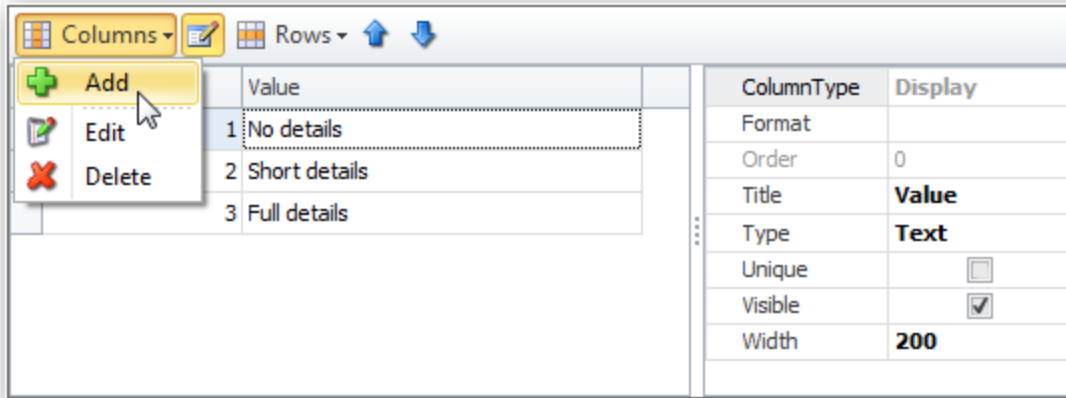 Columns Rows
Add
Edit
Delete
Value
1 No details
2 Short details
3 Full details
ColumnType Display
Format
Order 0
Title Value
Type Text
Unique
Visible
Width 200